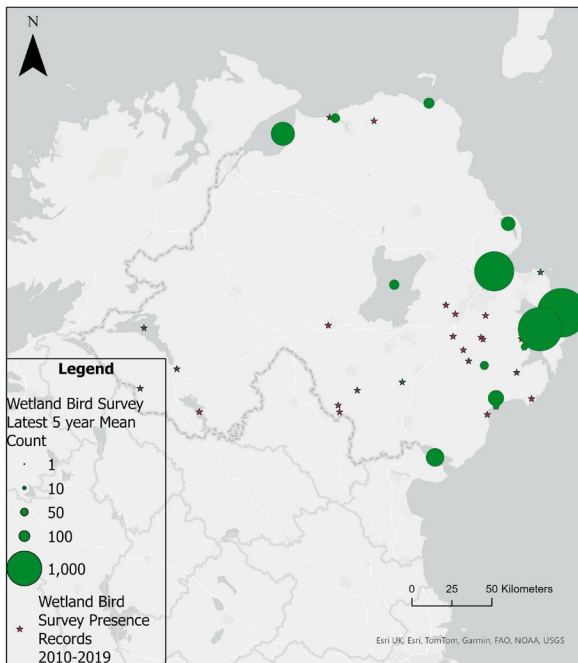 N
Legend
Wetland Bird Survey
Latest 5 year Mean
Count
1
10
50
100
1,000
Wetland Bird
Survey Presence
Records
2010-2019
0 25 50 Kilometers
Esri UK, Esri, TomTom, Garmin, FAO, NOAA, USGS